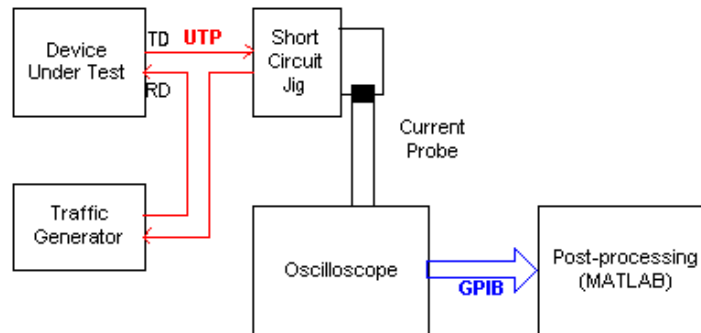 Device
Under Test
TD
UTP
RD
Short
Circuit
Jig
Current
Probe
Traffic
Generator
Oscilloscope
GPIB
Post-processing
(MATLAB)